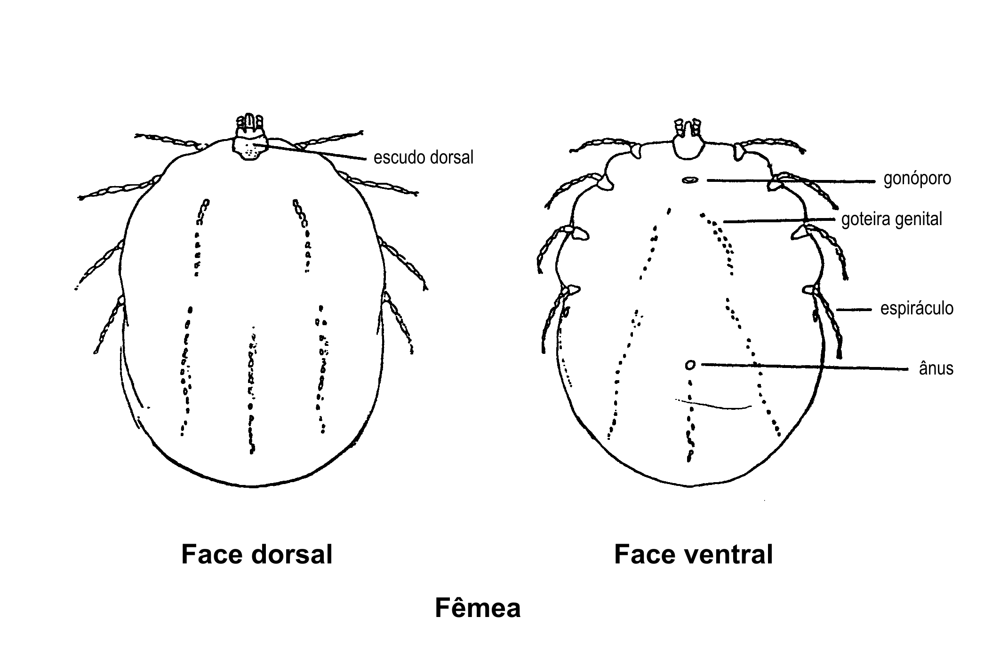 escudo dorsal
gonóporo
goteira genital
espiráculo
ânus
Face dorsal
Face ventral
Fêmea